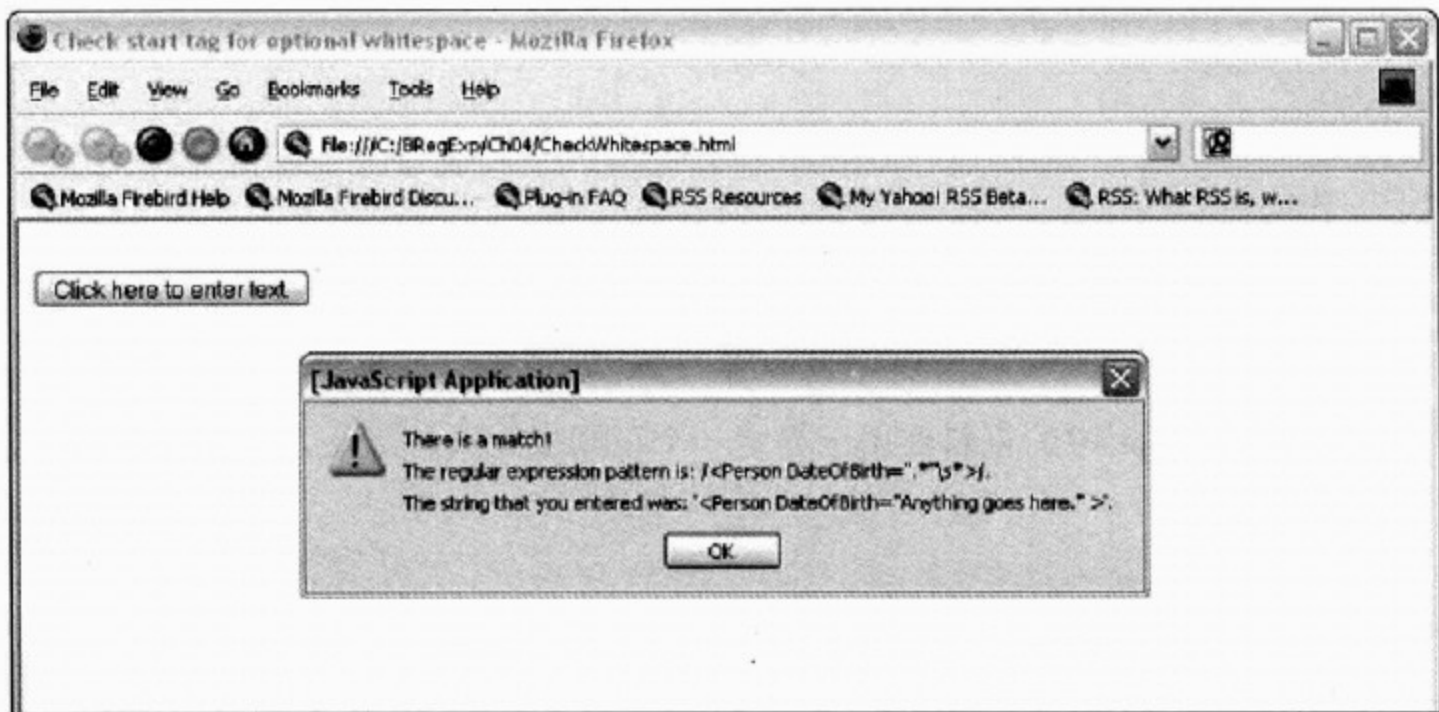 Check start tag for optional whitespace - Mozilla Firefox
File Edit View Go Bookmarks Tools Help
File:///C:/BRegExp/Ch04/CheckWhitespace.html
Mozilla Firebird Help Mozilla Firebird Discu... Plug-in FAQ RSS Resources My Yahoo! RSS Beta... RSS: What RSS is, w...
Click here to enter text.
[JavaScript Application]
There is a match!
The regular expression pattern is: /<Person DateOfBirth=".*"\s*>/.
The string that you entered was: '<Person DateOfBirth="Anything goes here." >'.
OK